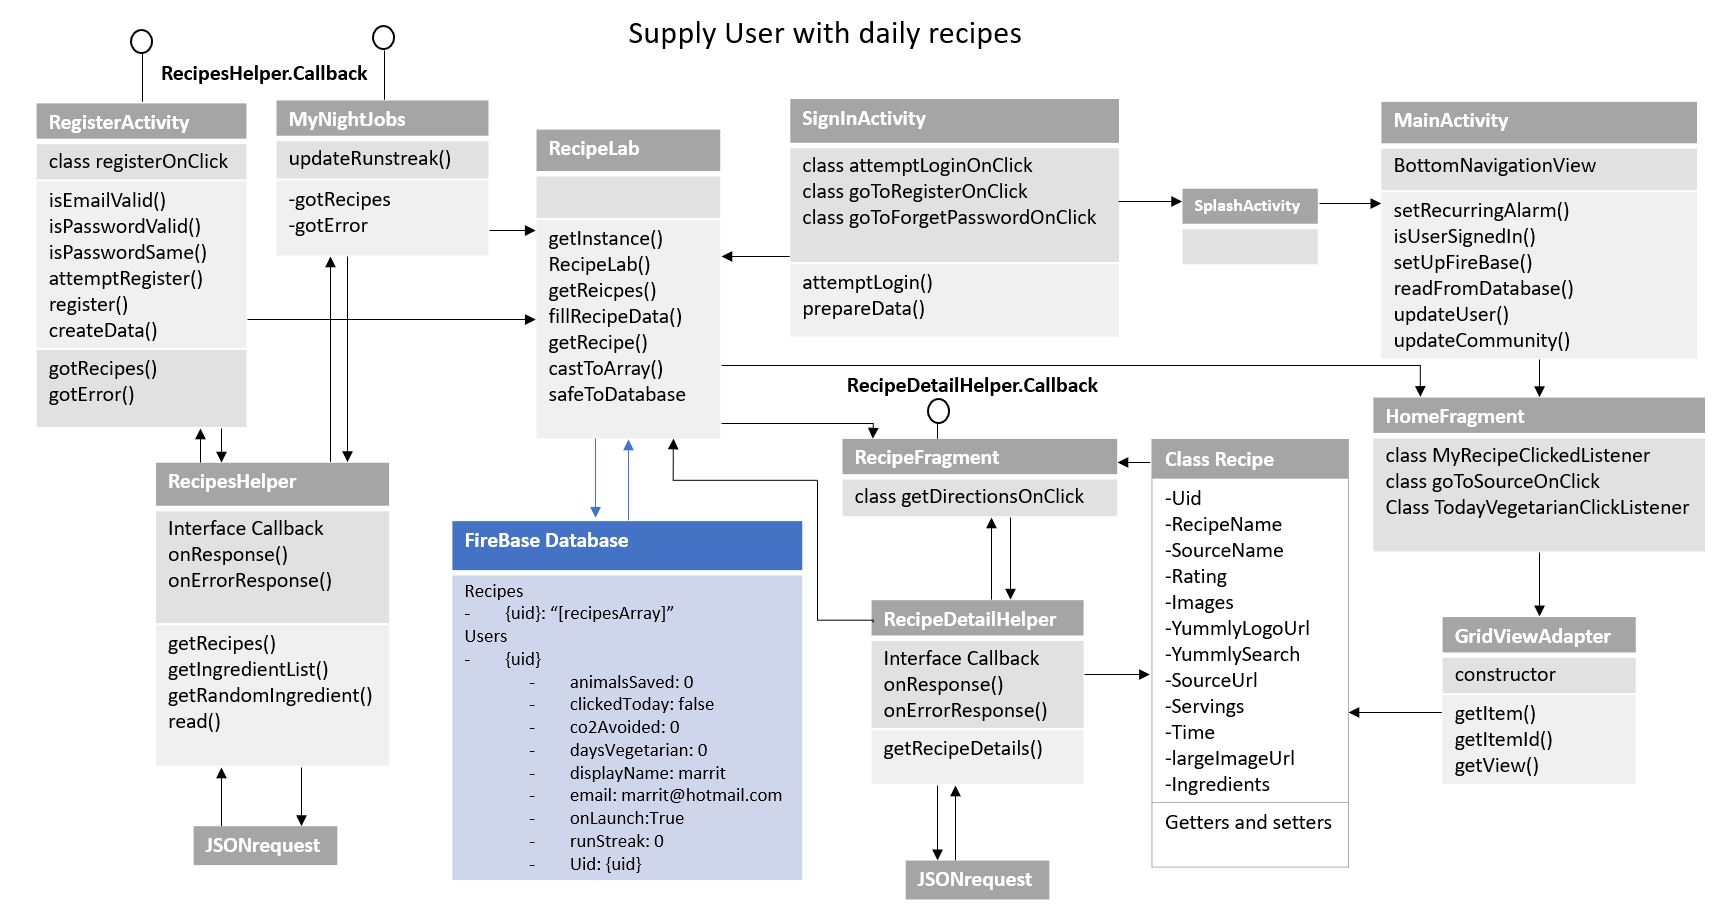 Supply User with daily recipes
RecipesHelper.Callback
RegisterActivity
class registerOnClick
isEmailValid()
isPasswordValid()
isPasswordSame()
attemptRegister()
register()
createData()
gotRecipes()
gotError()
MyNightJobs
updateRunstreak()
-gotRecipes
-gotError
RecipeLab
getInstance()
RecipeLab()
getReicpes()
fillRecipeData()
getRecipe()
castToArray()
safeToDatabase
SignInActivity
class attemptLoginOnClick
class goToRegisterOnClick
class goToForgetPasswordOnClick
attemptLogin()
prepareData()
SplashActivity
MainActivity
BottomNavigationView
setRecurringAlarm()
isUserSignedIn()
setUpFireBase()
readFromDatabase()
updateUser()
updateCommunity()
RecipeDetailHelper.Callback
RecipeFragment
class getDirectionsOnClick
Class Recipe
-Uid
-RecipeName
-SourceName
-Rating
-Images
-YummlyLogoUrl
-YummlySearch
-SourceUrl
-Servings
-Time
-largeImageUrl
-Ingredients
Getters and setters
HomeFragment
class MyRecipeClickedListener
class goToSourceOnClick
Class TodayVegetarianClickListener
RecipesHelper
Interface Callback
onResponse()
onErrorResponse()
getRecipes()
getIngredientList()
getRandomIngredient()
read()
JSONrequest
FireBase Database
Recipes
- {uid}: “[recipesArray]”
Users
- {uid}
- animalsSaved: 0
- clickedToday: false
- co2Avoided: 0
- daysVegetarian: 0
- displayName: marrit
- email: marrit@hotmail.com
- onLaunch:True
- runStreak: 0
- Uid: {uid}
RecipeDetailHelper
Interface Callback
onResponse()
onErrorResponse()
getRecipeDetails()
JSONrequest
GridViewAdapter
constructor
getItem()
getItemId()
getView()